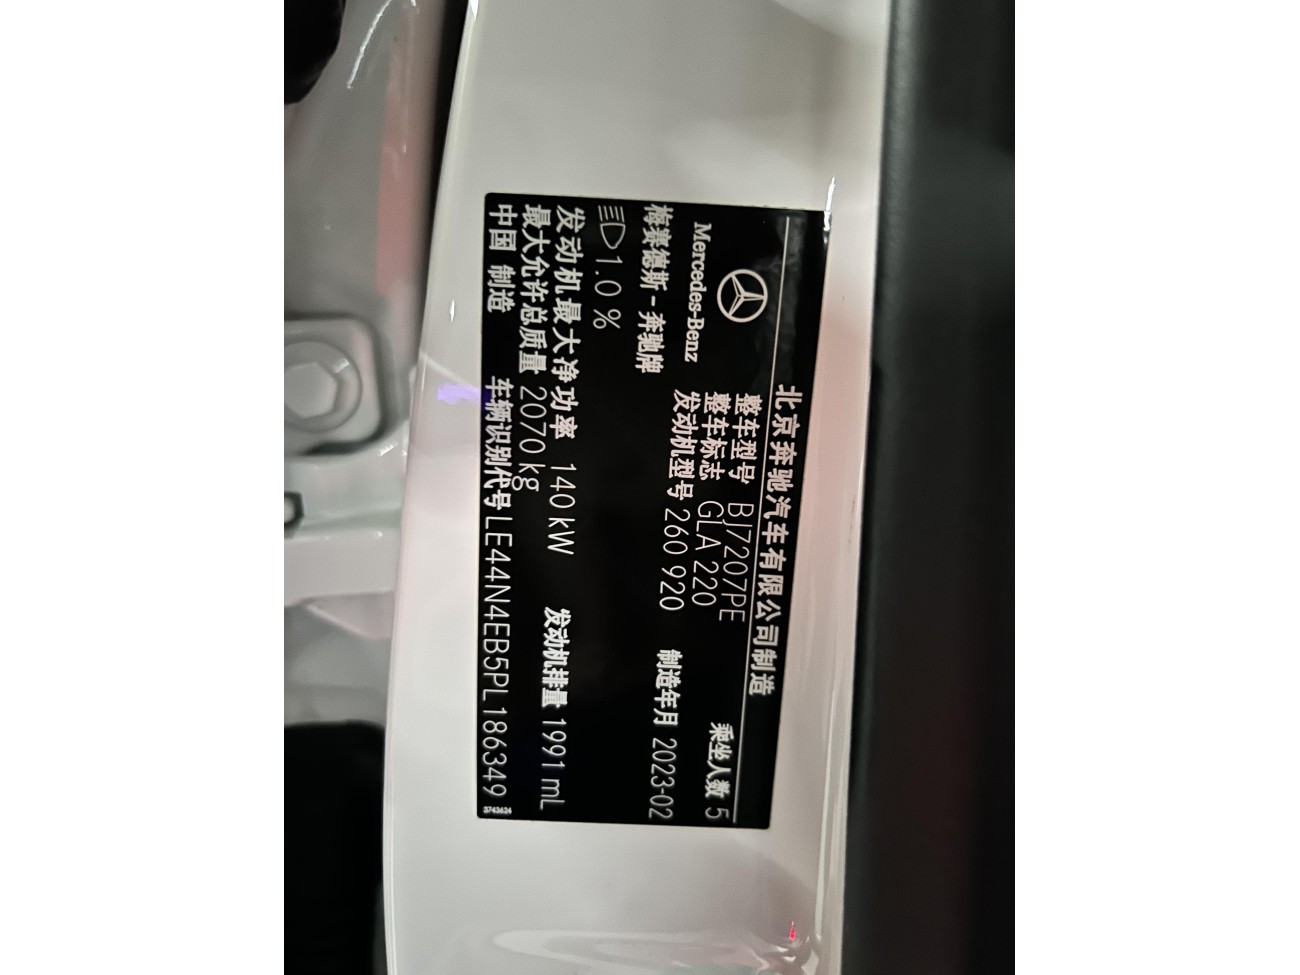 北京奔驰汽车有限公司制造
Mercedes-Benz
梅赛德斯-奔驰牌
整车型号 BJ7207PE
整车标志 GLA 220
发动机型号 260 920
乘坐人数 5
制造年月 2023-02
1.0 %
发动机最大净功率 140 kW 发动机排量 1991 mL
最大允许总质量 2070 kg
中国 制造 车辆识别代号 LE44N4EB5PL186349
3743624